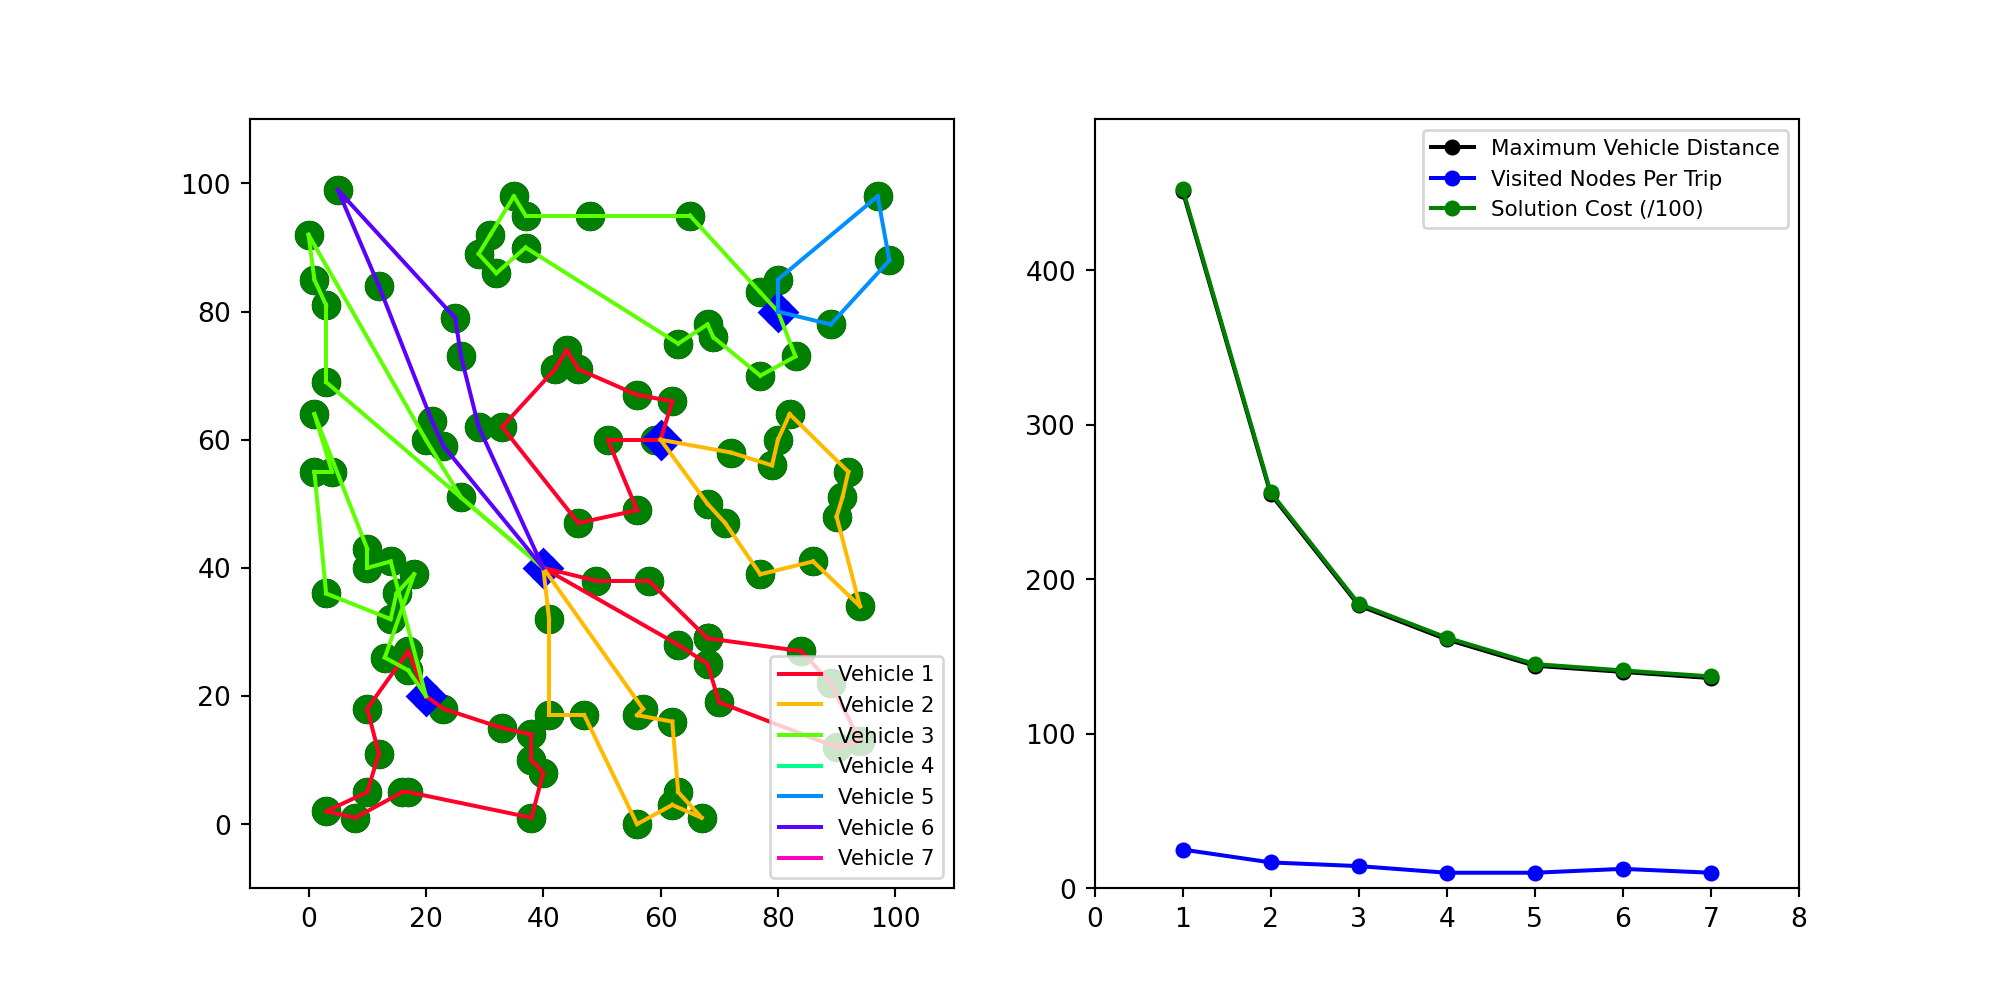 100
80
60
40
20
0
0 20 40 60 80 100
Vehicle 1
Vehicle 2
Vehicle 3
Vehicle 4
Vehicle 5
Vehicle 6
Vehicle 7
400
300
200
100
0
0 1 2 3 4 5 6 7 8
Maximum Vehicle Distance
Visited Nodes Per Trip
Solution Cost (/100)